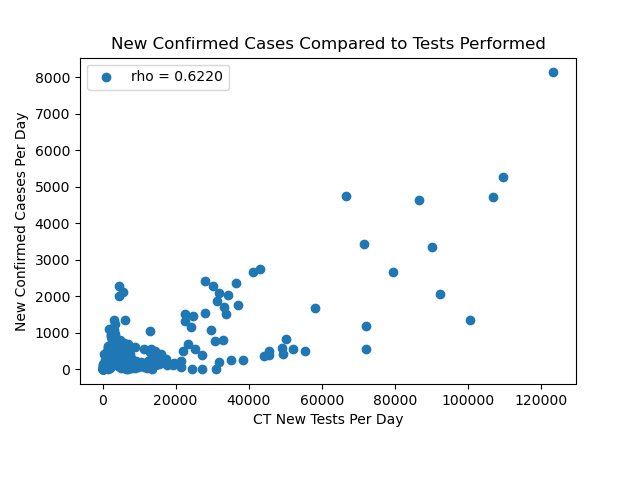 New Confirmed Cases Compared to Tests Performed
rho = 0.6220
8000
7000
6000
5000
4000
3000
2000
1000
0
New Confirmed Caeses Per Day
0 20000 40000 60000 80000 100000 120000
CT New Tests Per Day